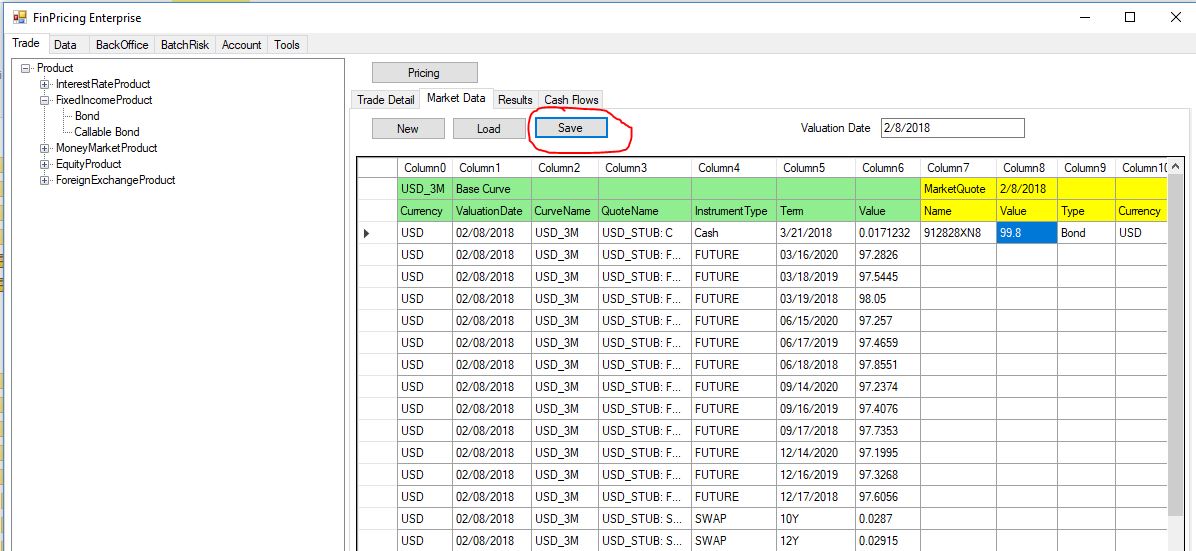 FinPricing Enterprise
Trade Data BackOffice BatchRisk Account Tools
Product
InterestRateProduct
FixedIncomeProduct
Bond
Callable Bond
MoneyMarketProduct
EquityProduct
ForeignExchangeProduct
Pricing
Trade Detail Market Data Results Cash Flows
New Load Save Valuation Date 2/8/2018
Column0 Column1 Column2 Column3 Column4 Column5 Column6 Column7 Column8 Column9 Column10
USD_3M Base Curve MarketQuote 2/8/2018
Currency ValuationDate CurveName QuoteName InstrumentType Term Value Name Value Type Currency
USD 02/08/2018 USD_3M USD_STUB: C Cash 3/21/2018 0.0171232 912828XN8 99.8 Bond USD
USD 02/08/2018 USD_3M USD_STUB: F... FUTURE 03/16/2020 97.2826
USD 02/08/2018 USD_3M USD_STUB: F... FUTURE 03/18/2019 97.5445
USD 02/08/2018 USD_3M USD_STUB: F... FUTURE 03/19/2018 98.05
USD 02/08/2018 USD_3M USD_STUB: F... FUTURE 06/15/2020 97.257
USD 02/08/2018 USD_3M USD_STUB: F... FUTURE 06/17/2019 97.4659
USD 02/08/2018 USD_3M USD_STUB: F... FUTURE 06/18/2018 97.8551
USD 02/08/2018 USD_3M USD_STUB: F... FUTURE 09/14/2020 97.2374
USD 02/08/2018 USD_3M USD_STUB: F... FUTURE 09/16/2019 97.4076
USD 02/08/2018 USD_3M USD_STUB: F... FUTURE 09/17/2018 97.7353
USD 02/08/2018 USD_3M USD_STUB: F... FUTURE 12/14/2020 97.1995
USD 02/08/2018 USD_3M USD_STUB: F... FUTURE 12/16/2019 97.3268
USD 02/08/2018 USD_3M USD_STUB: F... FUTURE 12/17/2018 97.6056
USD 02/08/2018 USD_3M USD_STUB: S... SWAP 10Y 0.0287
USD 02/08/2018 USD_3M USD_STUB: S... SWAP 12Y 0.02915